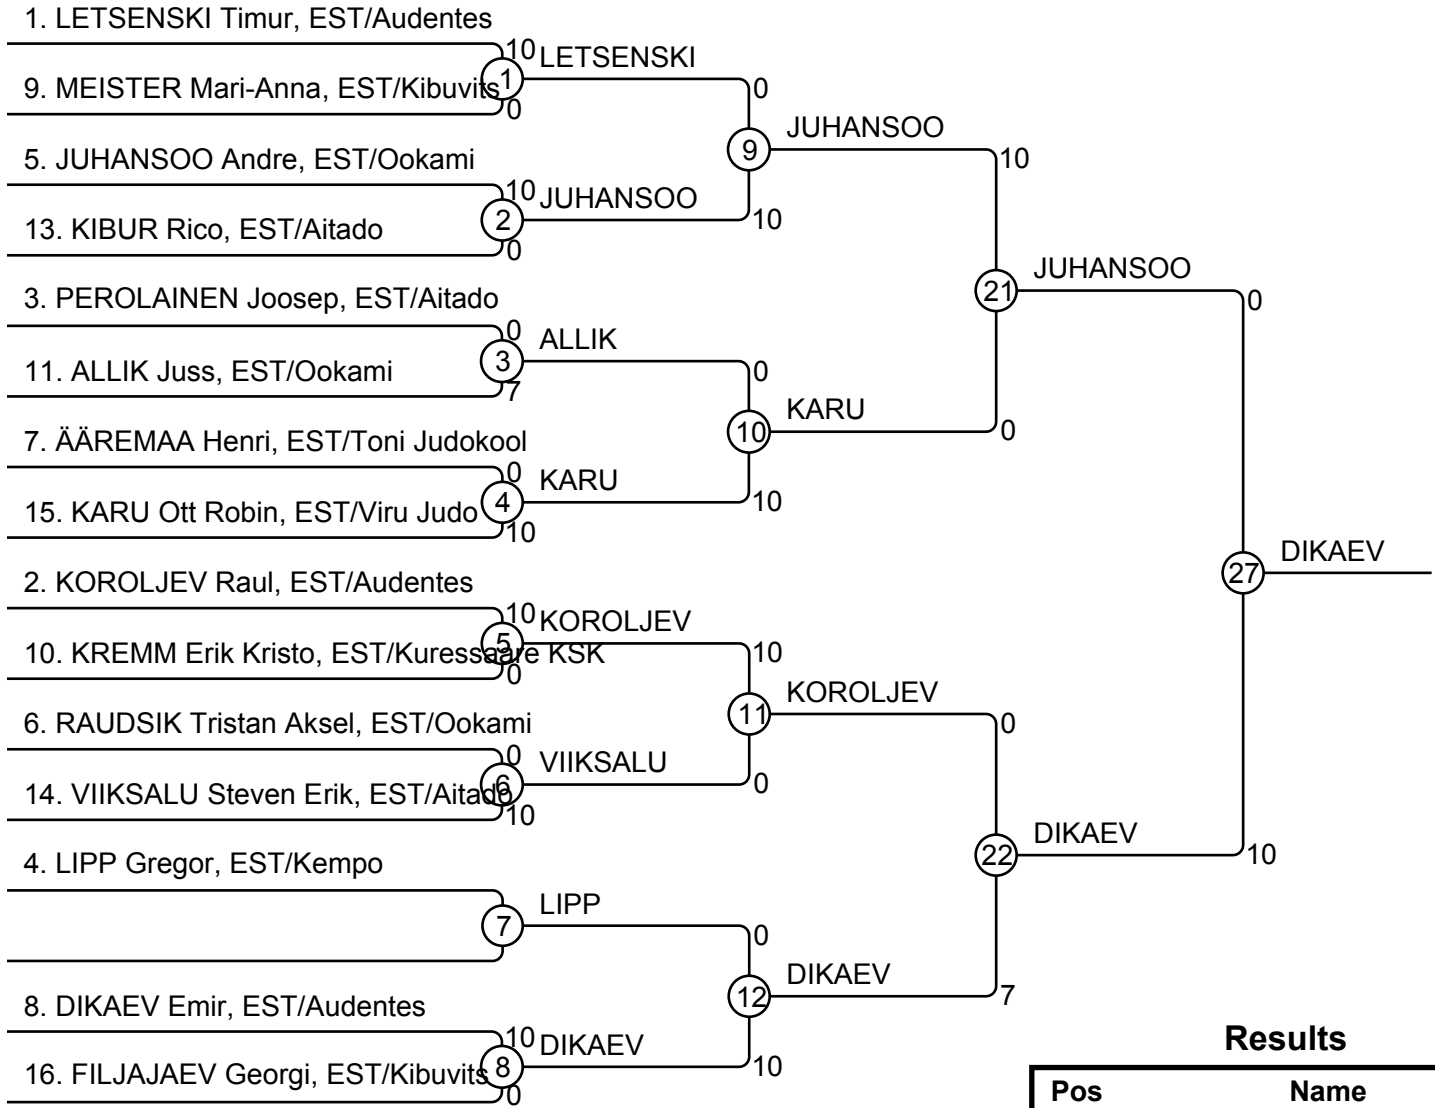 1. LETSENSKI Timur, EST/Audentes
10
LETSENSKI
1
9. MEISTER Mari-Anna, EST/Kibuvits
0
0
JUHANSOO
9
10
5. JUHANSOO Andre, EST/Ookami
10
JUHANSOO
2
10
13. KIBUR Rico, EST/Aitado
0
JUHANSOO
21
0
3. PEROLAINEN Joosep, EST/Aitado
0
ALLIK
3
0
11. ALLIK Juss, EST/Ookami
7
KARU
10
0
7. ÄÄREMAA Henri, EST/Toni Judokool
0
KARU
4
10
15. KARU Ott Robin, EST/Viru Judo
10
DIKAEV
27
2. KOROLJEV Raul, EST/Audentes
10
KOROLJEV
5
10
10. KREMM Erik Kristo, EST/Kuressaare KSK
0
KOROLJEV
11
0
6. RAUDSIK Tristan Aksel, EST/Ookami
0
VIIKSALU
6
0
14. VIIKSALU Steven Erik, EST/Aitado
10
DIKAEV
22
10
4. LIPP Gregor, EST/Kempo
LIPP
7
0
DIKAEV
12
7
8. DIKAEV Emir, EST/Audentes
10
DIKAEV
8
10
16. FILJAJAEV Georgi, EST/Kibuvits
0
Results
Pos Name